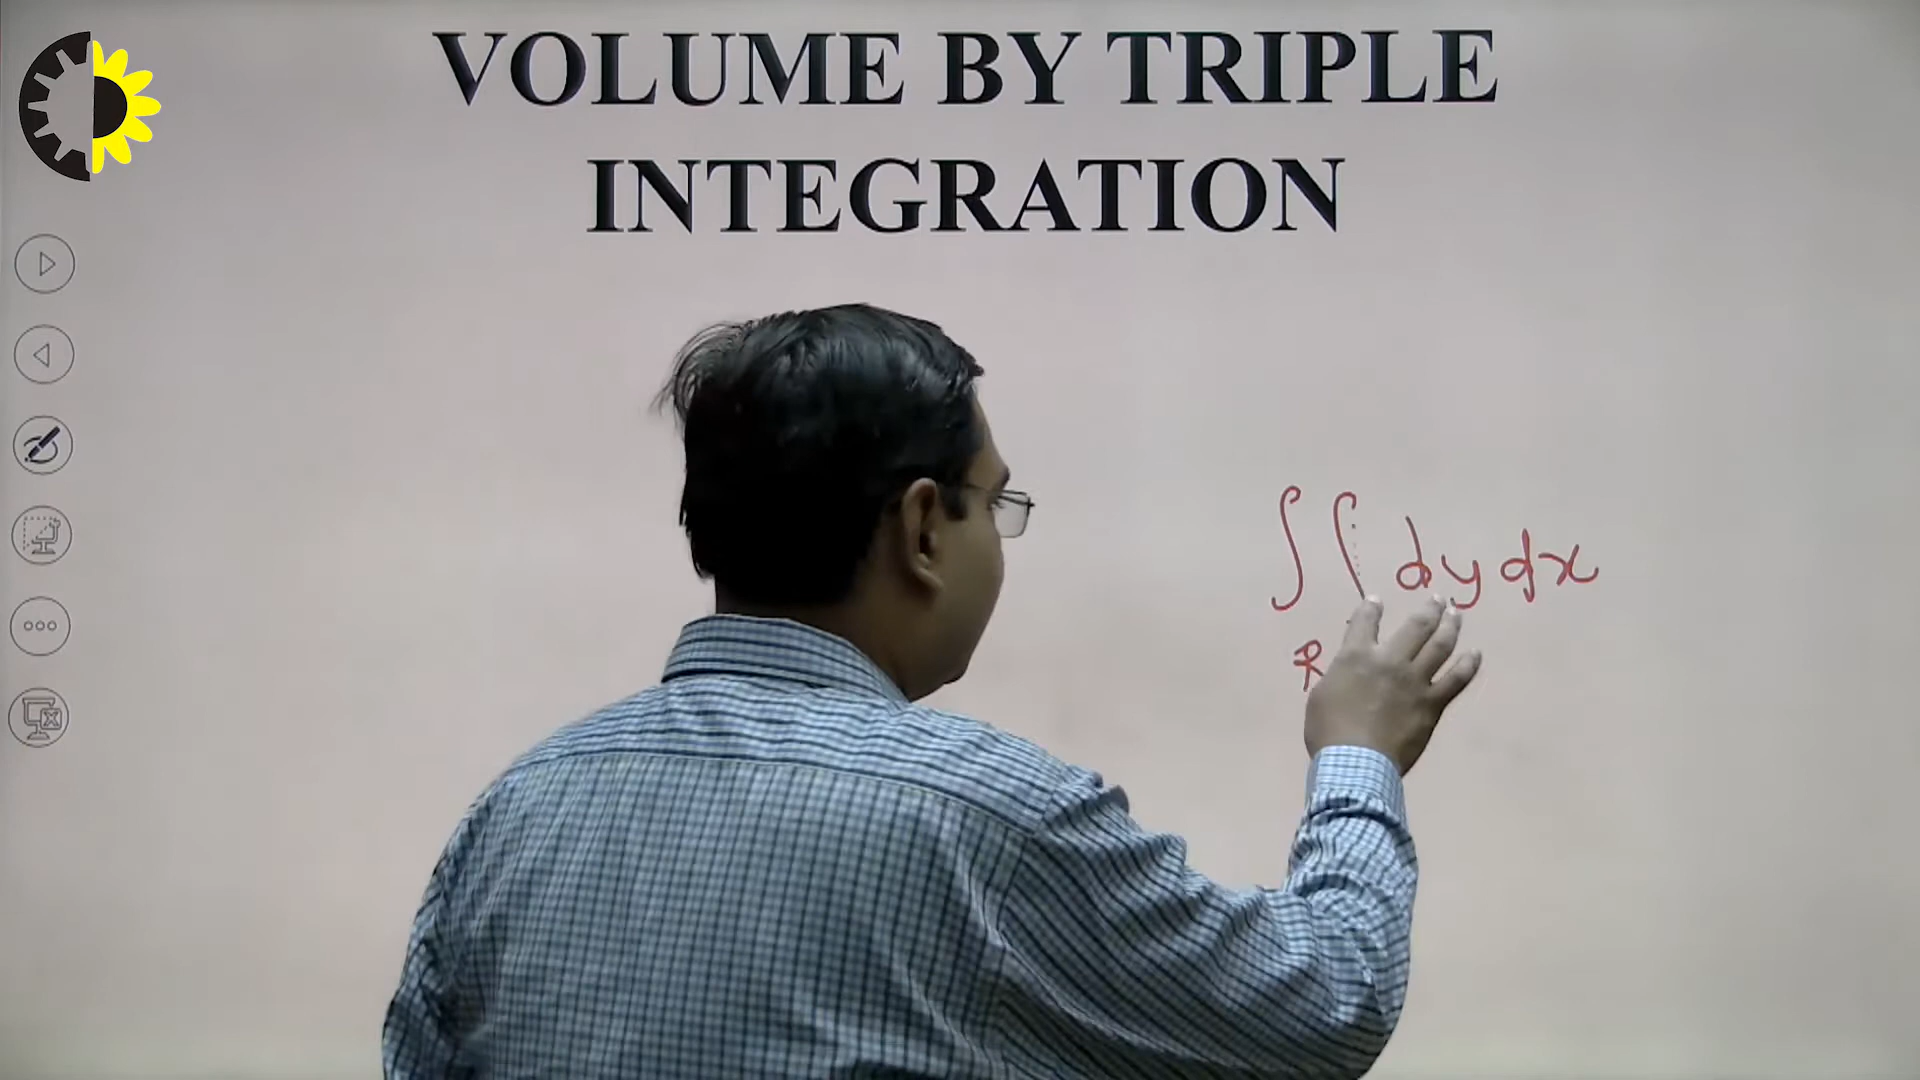 VOLUME BY TRIPLE
INTEGRATION
∫ ∫ dy dx
R